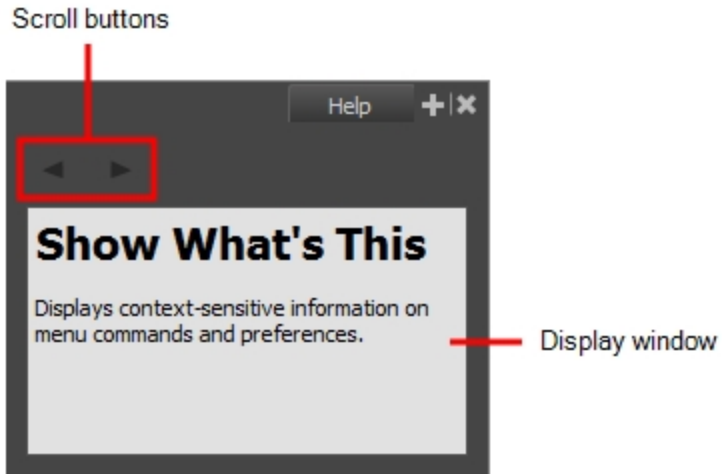 Scroll buttons
Help
Show What's This
Displays context-sensitive information on
menu commands and preferences.
Display window